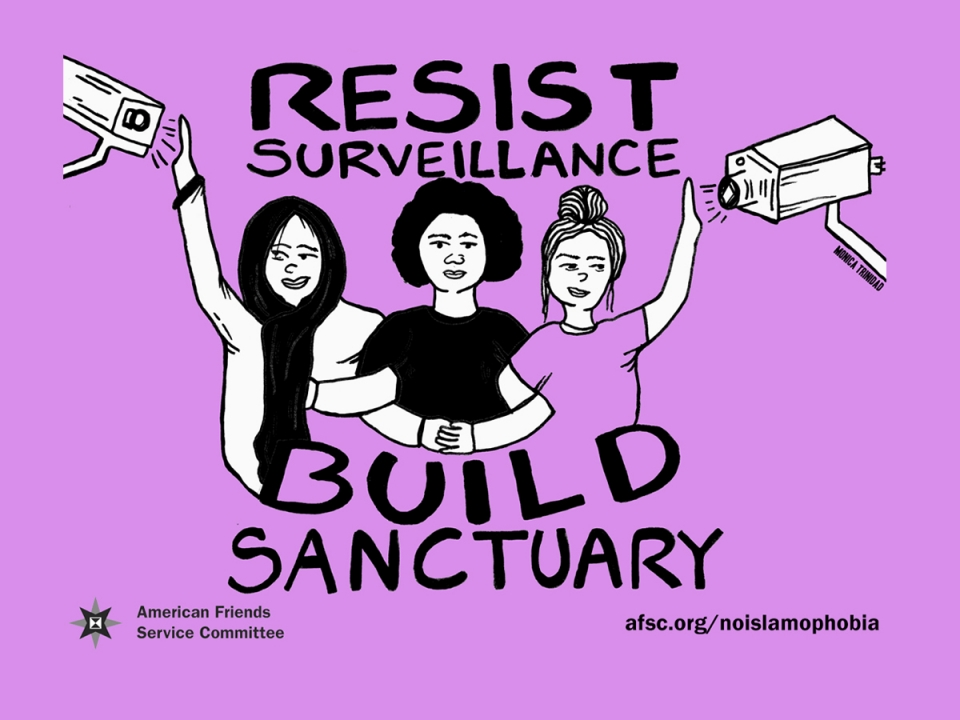 RESIST
SURVEILLANCE
MONICA TRINIDAD
BUILD
SANCTUARY
American Friends
Service Committee
afsc.org/noislamophobia